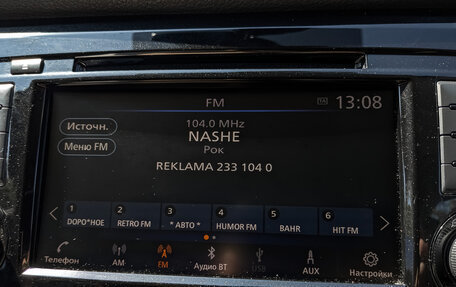 FM
TA 13:08
Источн.
104.0 MHz
NASHE
Рок
Меню FM
REKLAMA 233 104 0
1 2 3 4 5 6
DOPO*HOE RETRO FM * АВТО * HUMOR FM BAHR HIT FM
Телефон AM FM Аудио BT USB AUX Настройки